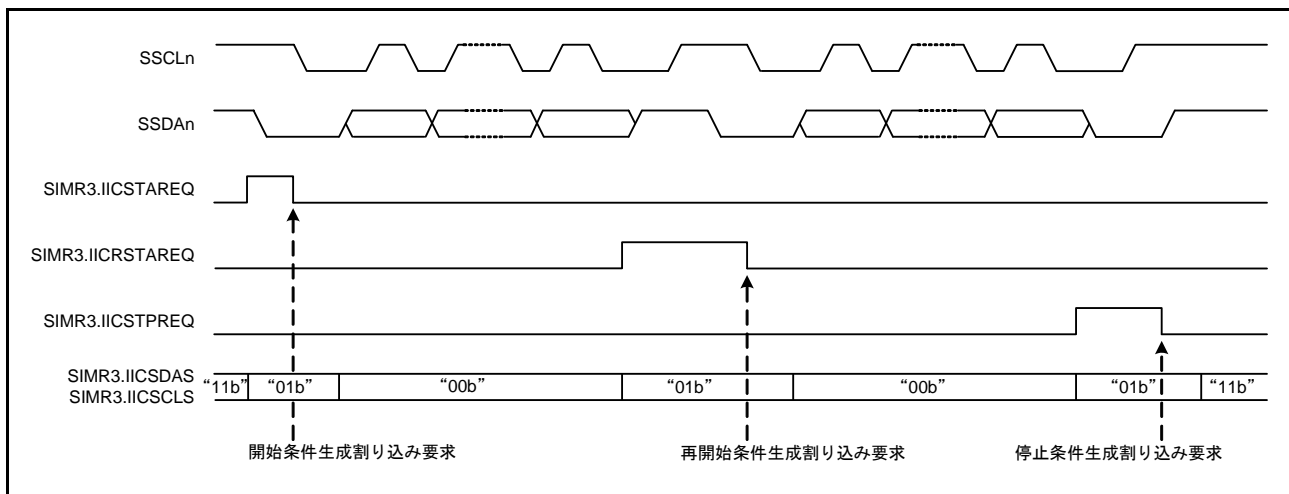 SSCLn
SSDAn
SIMR3.IICSTAREQ
SIMR3.IICRSTAREQ
SIMR3.IICSTPREQ
SIMR3.IICSDAS
SIMR3.IICSCLS
“11b” “01b” “00b” “01b” “00b” “01b” “11b”
開始条件生成割り込み要求 再開始条件生成割り込み要求 停止条件生成割り込み要求